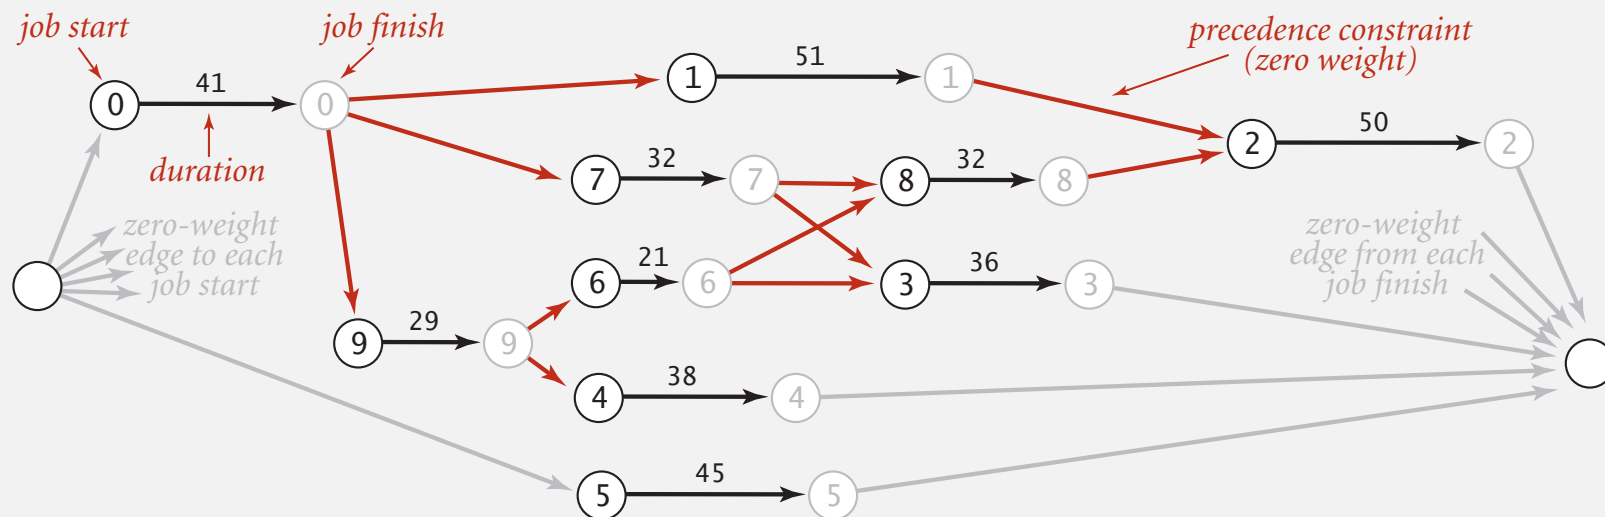 job start
job finish
precedence constraint
(zero weight)
41
51
50
0
0
1
1
2
2
duration
7
32
7
8
32
8
zero-weight
edge to each
job start
zero-weight
edge from each
job finish
6
21
6
3
36
3
9
29
9
4
38
4
5
45
5